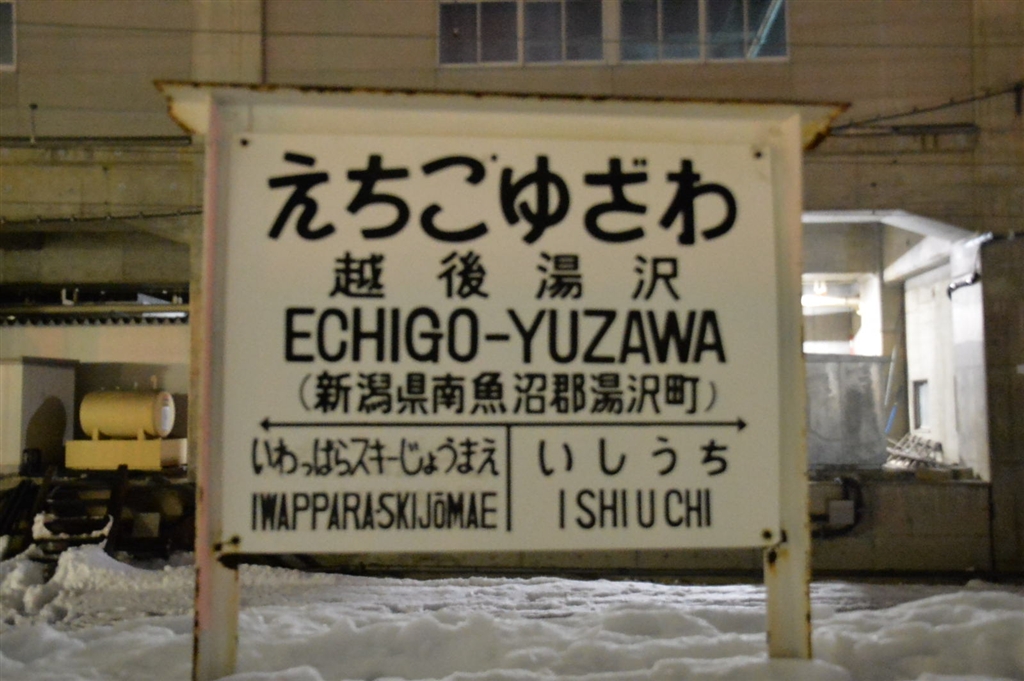 えちごゆざわ
越後湯沢
ECHIGO-YUZAWA
(新潟県南魚沼郡湯沢町)
いわっぱらスキーじょうまえ
IWAPPARA-SKIJŌMAE
いしうち
ISHIUCHI